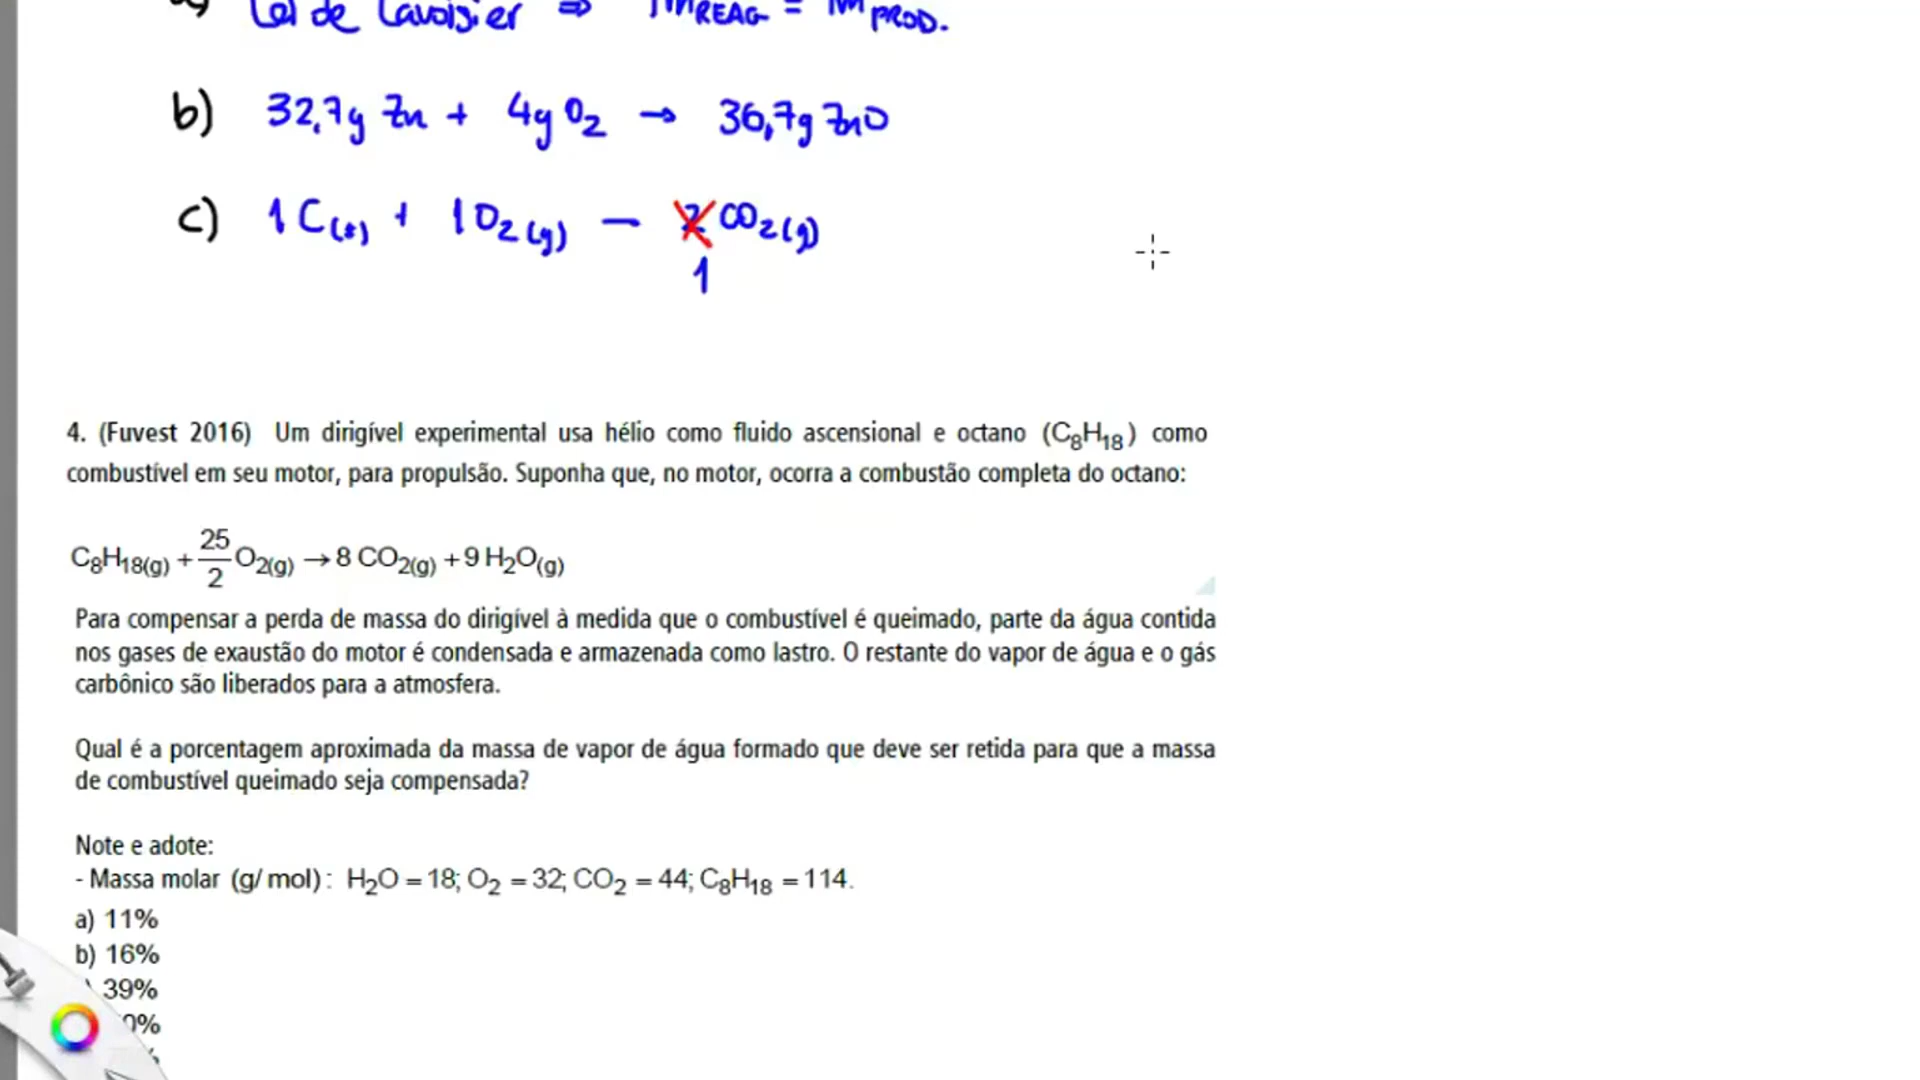 Lei de Lavoisier ⇒ mREAG = mPROD.
b) 32,7g Zn + 4g O2 → 36,7g ZnO
c) 1 C(s) + 1 O2(g) – 2 CO2(g)
1
4. (Fuvest 2016) Um dirigível experimental usa hélio como fluido ascensional e octano (C8H18) como
combustível em seu motor, para propulsão. Suponha que, no motor, ocorra a combustão completa do octano:
C8H18(g) + 25/2 O2(g) → 8 CO2(g) + 9 H2O(g)
Para compensar a perda de massa do dirigível à medida que o combustível é queimado, parte da água contida
nos gases de exaustão do motor é condensada e armazenada como lastro. O restante do vapor de água e o gás
carbônico são liberados para a atmosfera.
Qual é a porcentagem aproximada da massa de vapor de água formado que deve ser retida para que a massa
de combustível queimado seja compensada?
Note e adote:
- Massa molar (g/mol): H2O = 18; O2 = 32; CO2 = 44; C8H18 = 114.
a) 11%
b) 16%
39%
0%